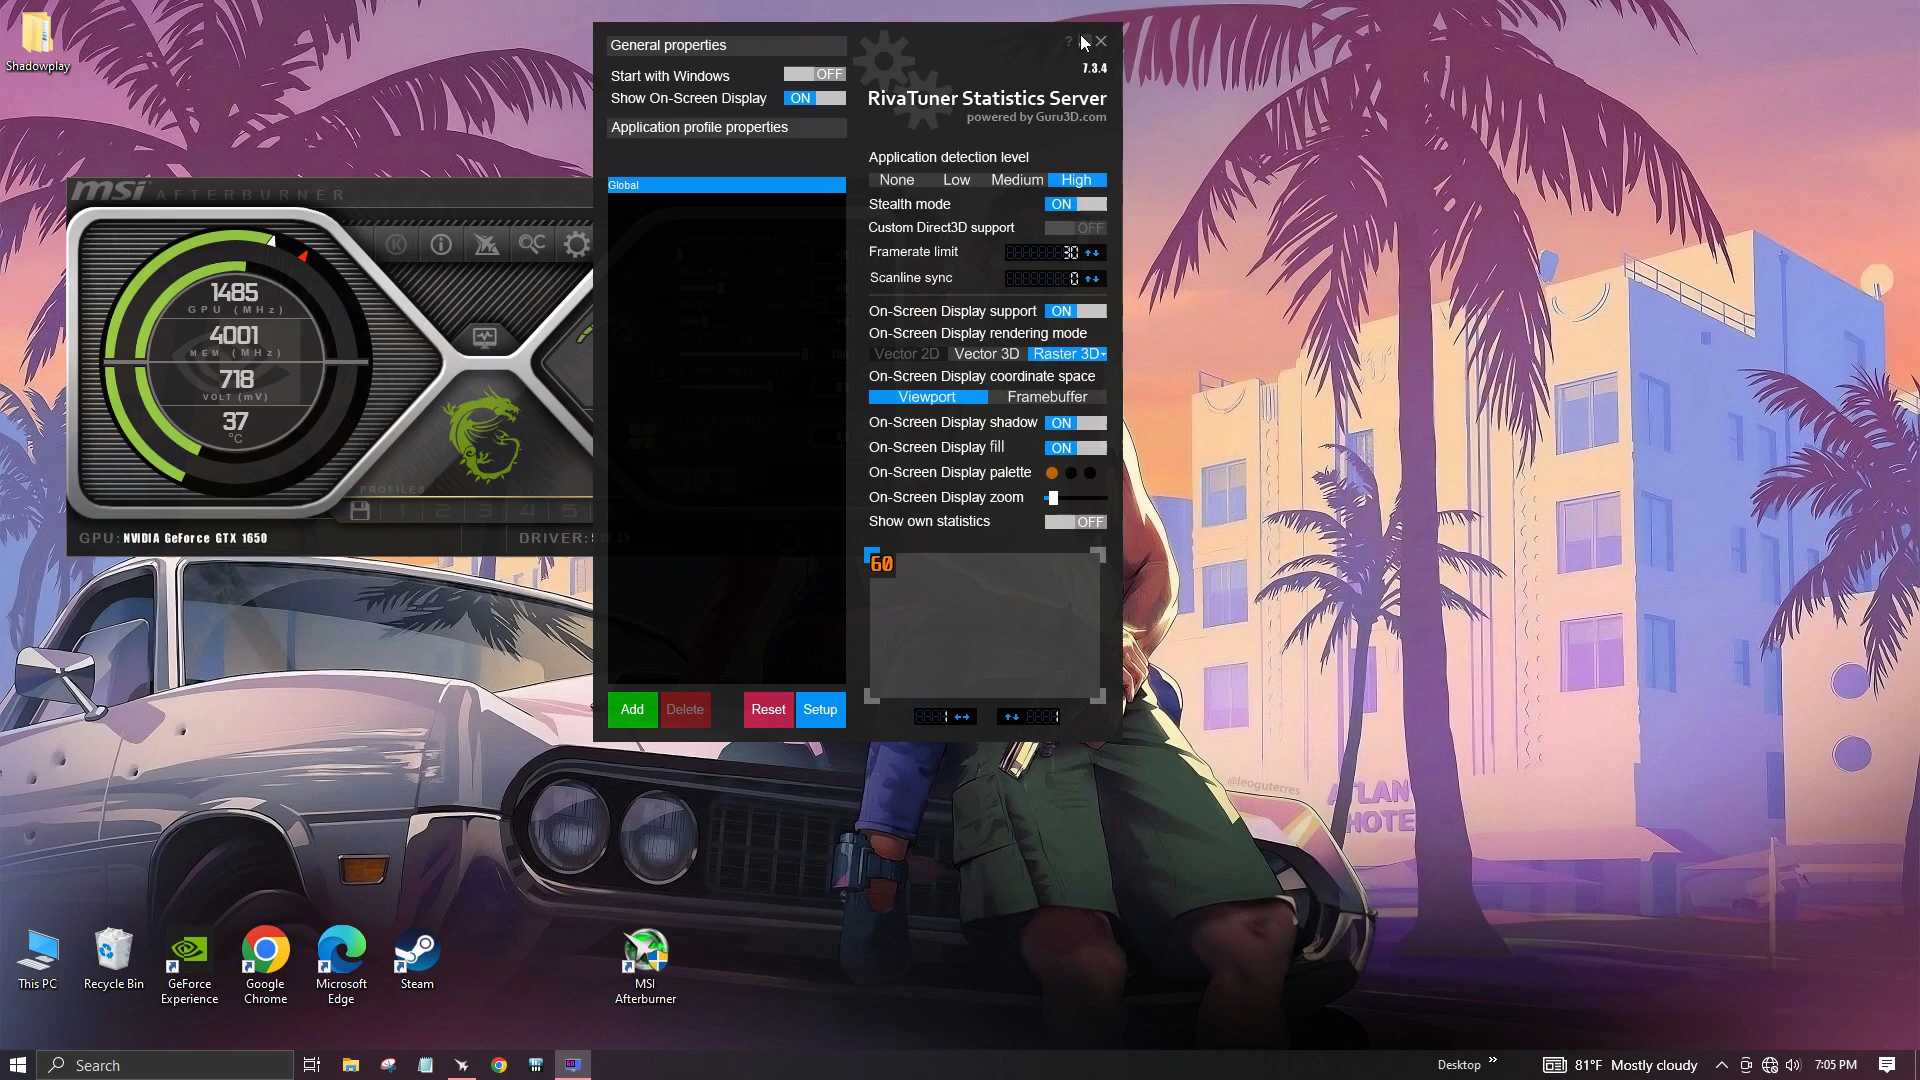 Shadowplay
General properties
Start with Windows OFF
Show On-Screen Display ON
Application profile properties
Global
Add Delete Reset Setup
? ×
7.3.4
RivaTuner Statistics Server
powered by Guru3D.com
Application detection level
None Low Medium High
Stealth mode ON
Custom Direct3D support OFF
Framerate limit 30
Scanline sync 0
On-Screen Display support ON
On-Screen Display rendering mode
Vector 2D Vector 3D Raster 3D
On-Screen Display coordinate space
Viewport Framebuffer
On-Screen Display shadow ON
On-Screen Display fill ON
On-Screen Display palette
On-Screen Display zoom
Show own statistics OFF
60
1 1
msi AFTERBURNER
K i
1485
GPU (MHz)
4001
MEM (MHz)
718
VOLT (mV)
37
°C
PROFILES
1 2 3 4 5
GPU: NVIDIA GeForce GTX 1650 DRIVER:
@leoguterres
HOTE
This PC
Recycle Bin
GeForce
Experience
Google
Chrome
Microsoft
Edge
Steam
MSI
Afterburner
Search
Desktop
81°F Mostly cloudy
7:05 PM